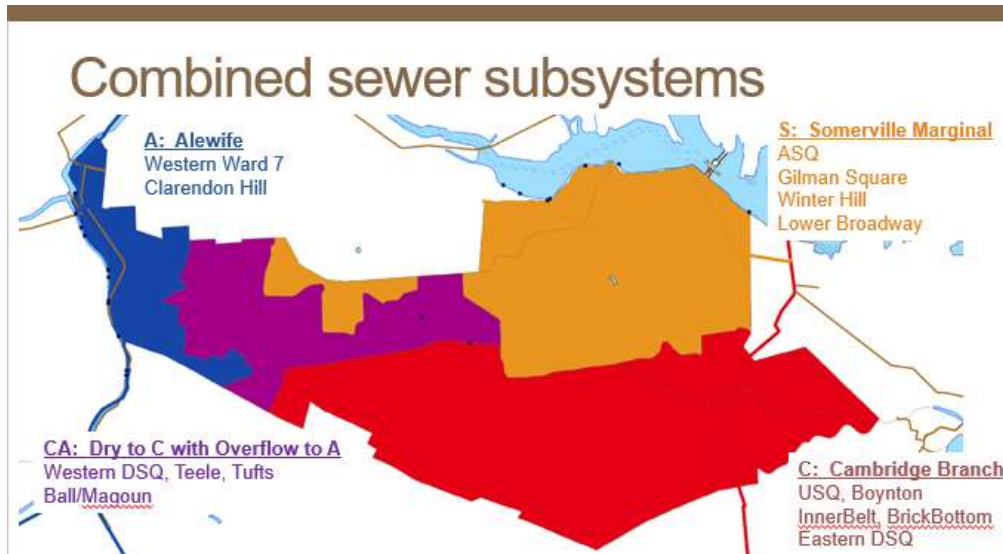 Combined sewer subsystems
A: Alewife
Western Ward 7
Clarendon Hill
S: Somerville Marginal
ASQ
Gilman Square
Winter Hill
Lower Broadway
CA: Dry to C with Overflow to A
Western DSQ, Teele, Tufts
Ball/Magoun
C: Cambridge Branch
USQ, Boynton
InnerBelt, BrickBottom
Eastern DSQ